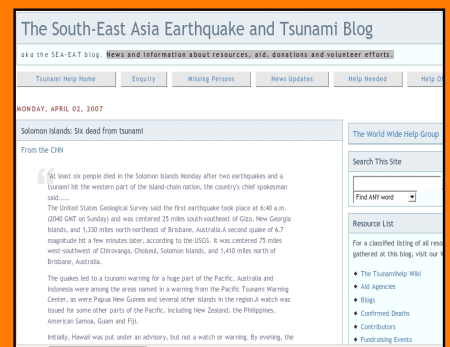 The South-East Asia Earthquake and Tsunami Blog
aka the SEA-EAT blog. News and information about resources, aid, donations and volunteer efforts.
Tsunami Help Home
Enquiry
Missing Persons
News Updates
Help Needed
Help Of
MONDAY, APRIL 02, 2007
Solomon Islands: Six dead from tsunami
From the CNN
"At least six people died in the Solomon Islands Monday after two earthquakes and a
tsunami hit the western part of the island-chain nation, the country's chief spokesman
said......
The United States Geological Survey said the first earthquake took place at 6:40 a.m.
(2040 GMT on Sunday) and was centered 25 miles south-southeast of Gizo, New Georgia
Islands, and 1,330 miles north-northeast of Brisbane, Australia.A second quake of 6.7
magnitude hit a few minutes later, according to the USGS. It was centered 75 miles
west-southwest of Chirovanga, Choiseul, Solomon Islands, and 1,410 miles north of
Brisbane, Australia.
The quakes led to a tsunami warning for a huge part of the Pacific. Australia and
Indonesia were among the areas named in a warning from the Pacific Tsunami Warning
Center, as were Papua New Guinea and several other islands in the region.A watch was
issued for some other parts of the Pacific, including New Zealand, the Philippines,
American Samoa, Guam and Fiji.
Initially, Hawaii was put under an advisory, but not a watch or warning. By evening, the
The World Wide Help Group
Search This Site
Find ANY word
Resource List
For a classified listing of all reso
gathered at this blog, visit our
The Tsunamihelp Wiki
Aid Agencies
Blogs
Confirmed Deaths
Contributors
Fundraising Events